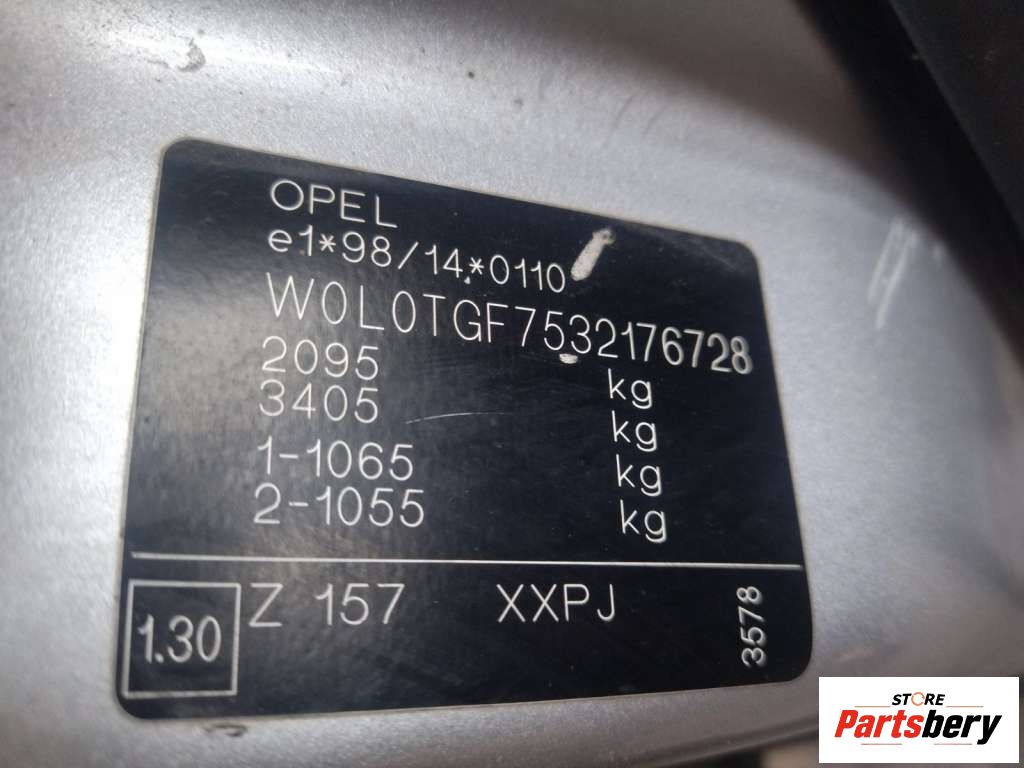 OPEL
e1*98/14*0110
W0L0TGF7532176728
2095 kg
3405 kg
1-1065 kg
2-1055 kg
1.30 Z 157 XXPJ 3578
STORE
Partsbery